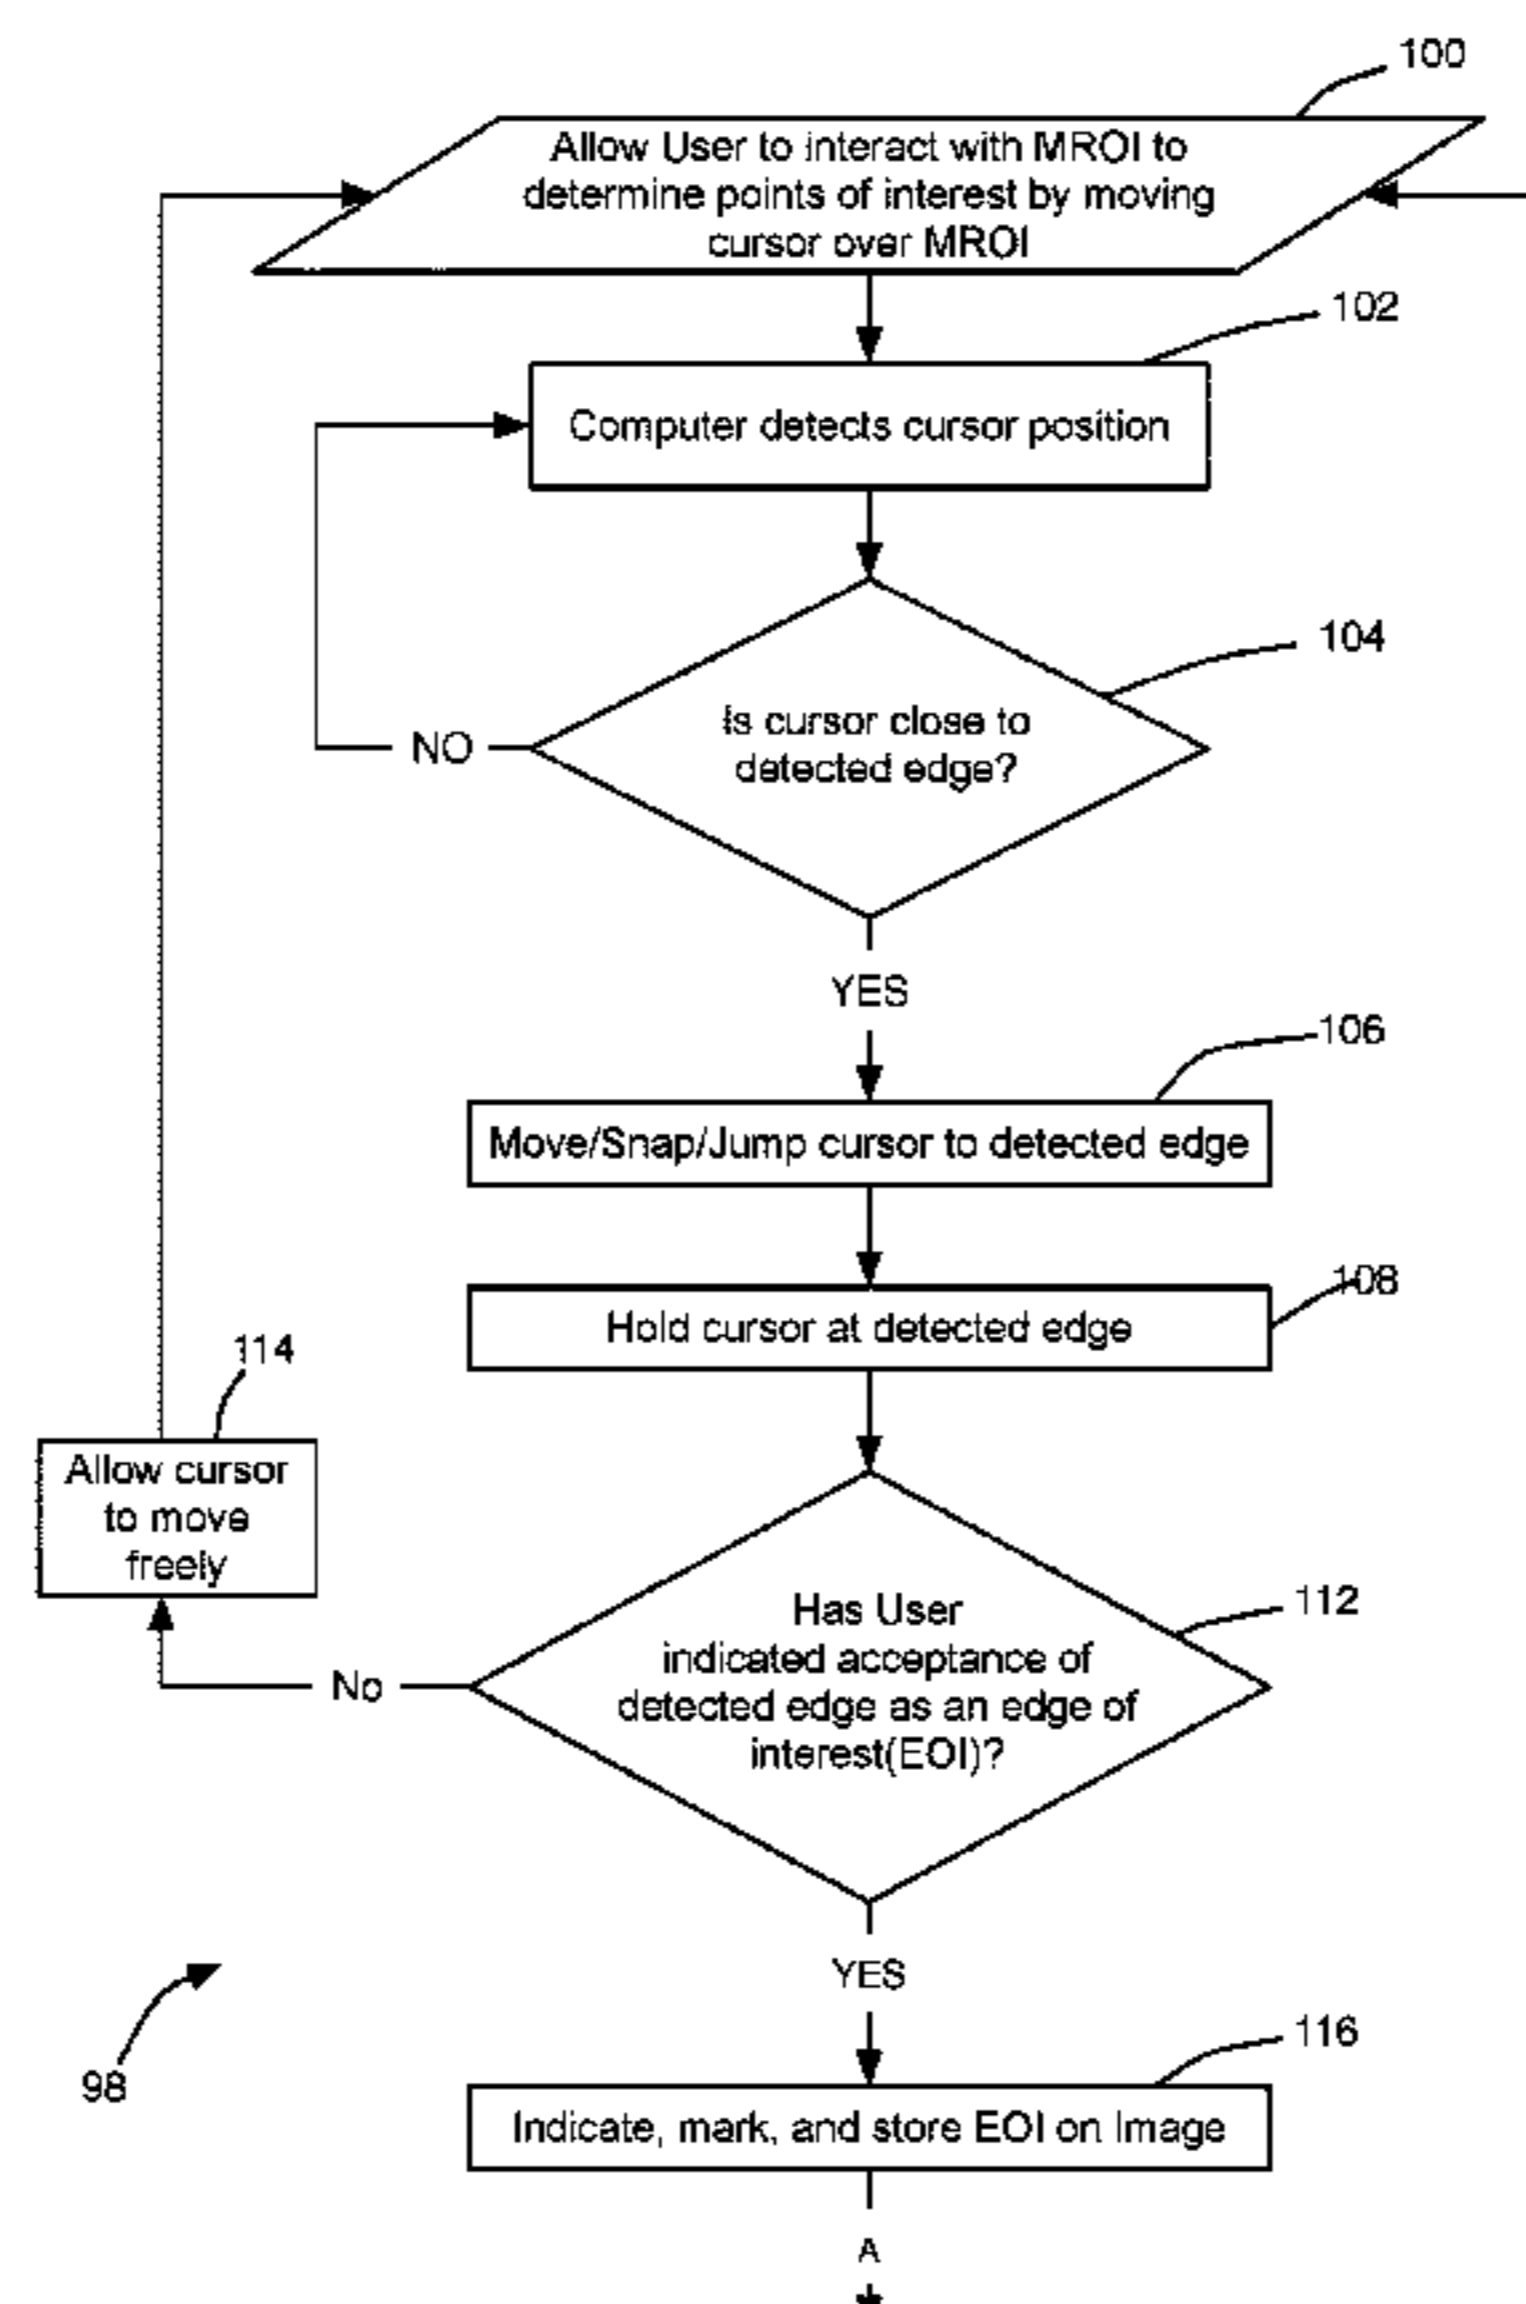 100
Allow User to interact with MROI to
determine points of interest by moving
cursor over MROI
102
Computer detects cursor position
104
Is cursor close to
detected edge?
NO
YES
106
Move/Snap/Jump cursor to detected edge
108
Hold cursor at detected edge
114
Allow cursor
to move
freely
112
Has User
indicated acceptance of
detected edge as an edge of
interest(EOI)?
No
YES
98
116
Indicate, mark, and store EOI on Image
A